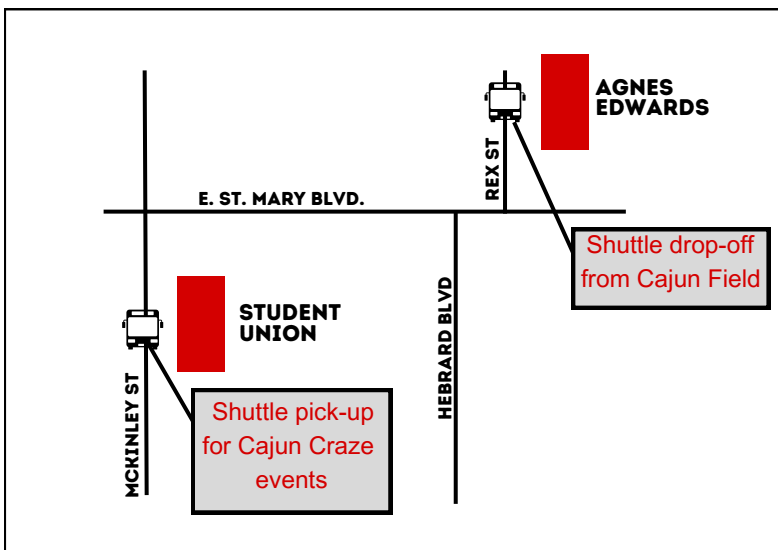 AGNES
EDWARDS
REX ST
E. ST. MARY BLVD.
Shuttle drop-off
from Cajun Field
STUDENT
UNION
HEBRARD BLVD
MCKINLEY ST
Shuttle pick-up
for Cajun Craze
events